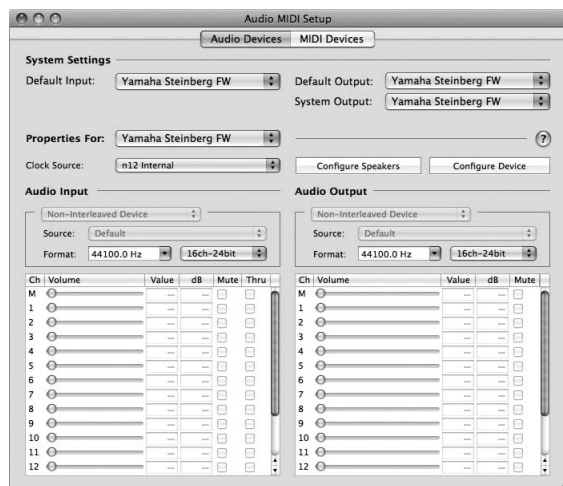 Audio MIDI Setup
Audio Devices MIDI Devices
System Settings
Default Input: Yamaha Steinberg FW
Default Output: Yamaha Steinberg FW
System Output: Yamaha Steinberg FW
Properties For: Yamaha Steinberg FW ?
Clock Source: n12 Internal
Configure Speakers Configure Device
Audio Input
Non-Interleaved Device
Source: Default
Format: 44100.0 Hz 16ch-24bit
Ch Volume Value dB Mute Thru
M — —
1 — —
2 — —
3 — —
4 — —
5 — —
6 — —
7 — —
8 — —
9 — —
10 — —
11 — —
12 — —
Audio Output
Non-Interleaved Device
Source: Default
Format: 44100.0 Hz 16ch-24bit
Ch Volume Value dB Mute
M — —
1 — —
2 — —
3 — —
4 — —
5 — —
6 — —
7 — —
8 — —
9 — —
10 — —
11 — —
12 — —